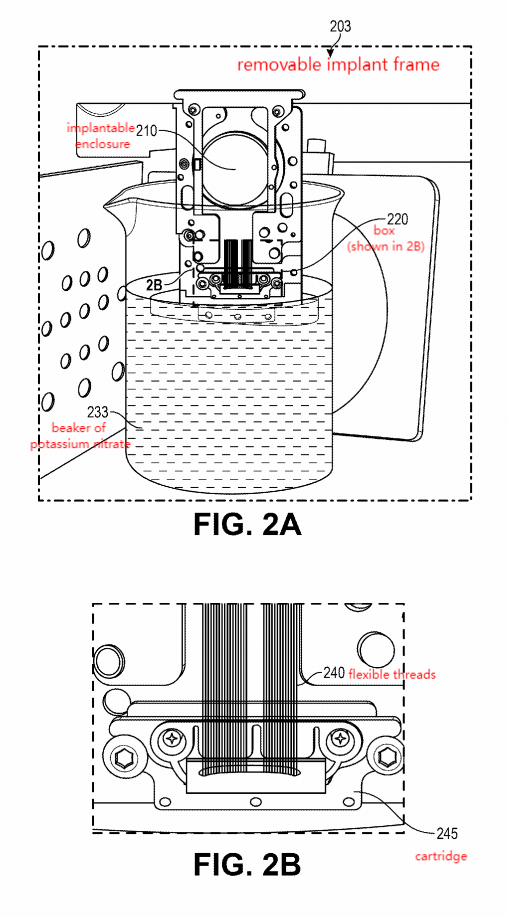 203
removable implant frame
implantable 210
enclosure
220
box
(shown in 2B)
2B
233
beaker of
potassium nitrate
FIG. 2A
240 flexible threads
245
cartridge
FIG. 2B